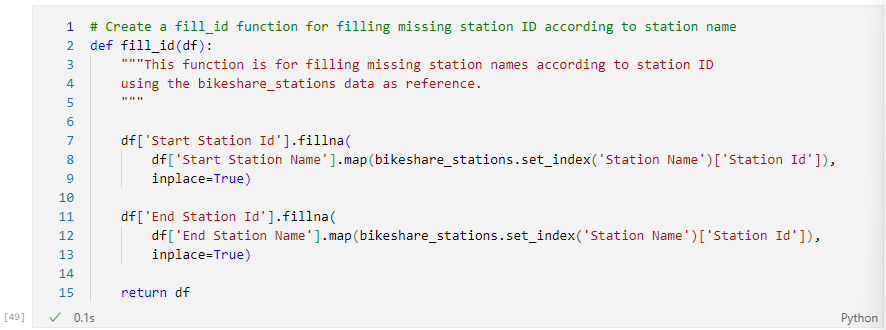 1 # Create a fill_id function for filling missing station ID according to station name
2 def fill_id(df):
3     """This function is for filling missing station names according to station ID
4     using the bikeshare_stations data as reference.
5     """
6
7     df['Start Station Id'].fillna(
8         df['Start Station Name'].map(bikeshare_stations.set_index('Station Name')['Station Id']),
9         inplace=True)
10
11     df['End Station Id'].fillna(
12         df['End Station Name'].map(bikeshare_stations.set_index('Station Name')['Station Id']),
13         inplace=True)
14
15     return df
[49] ✓ 0.1s Python